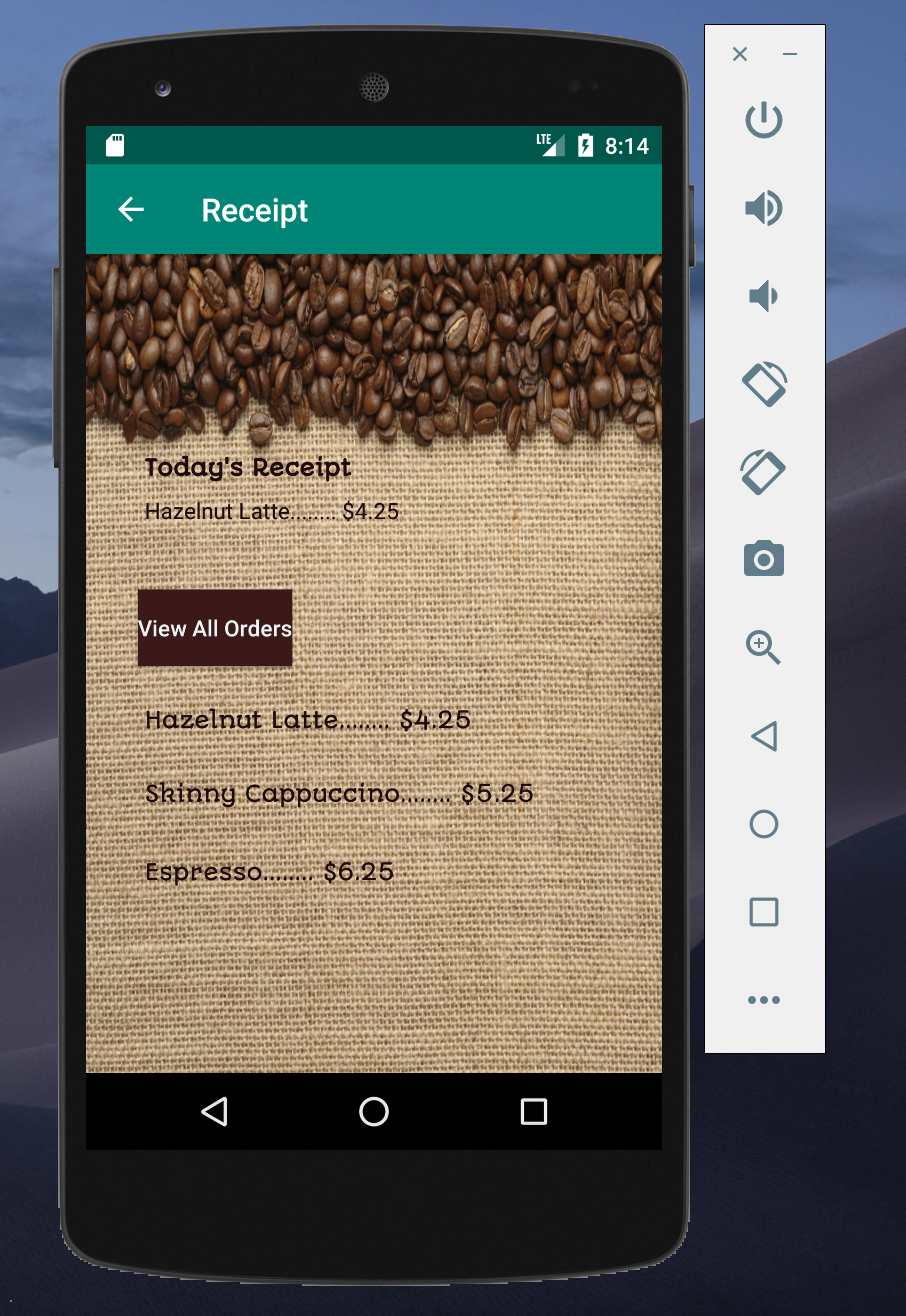 LTE 8:14
Receipt
Today's Receipt
Hazelnut Latte........ $4.25
View All Orders
Hazelnut Latte........ $4.25
Skinny Cappuccino........ $5.25
Espresso........ $6.25